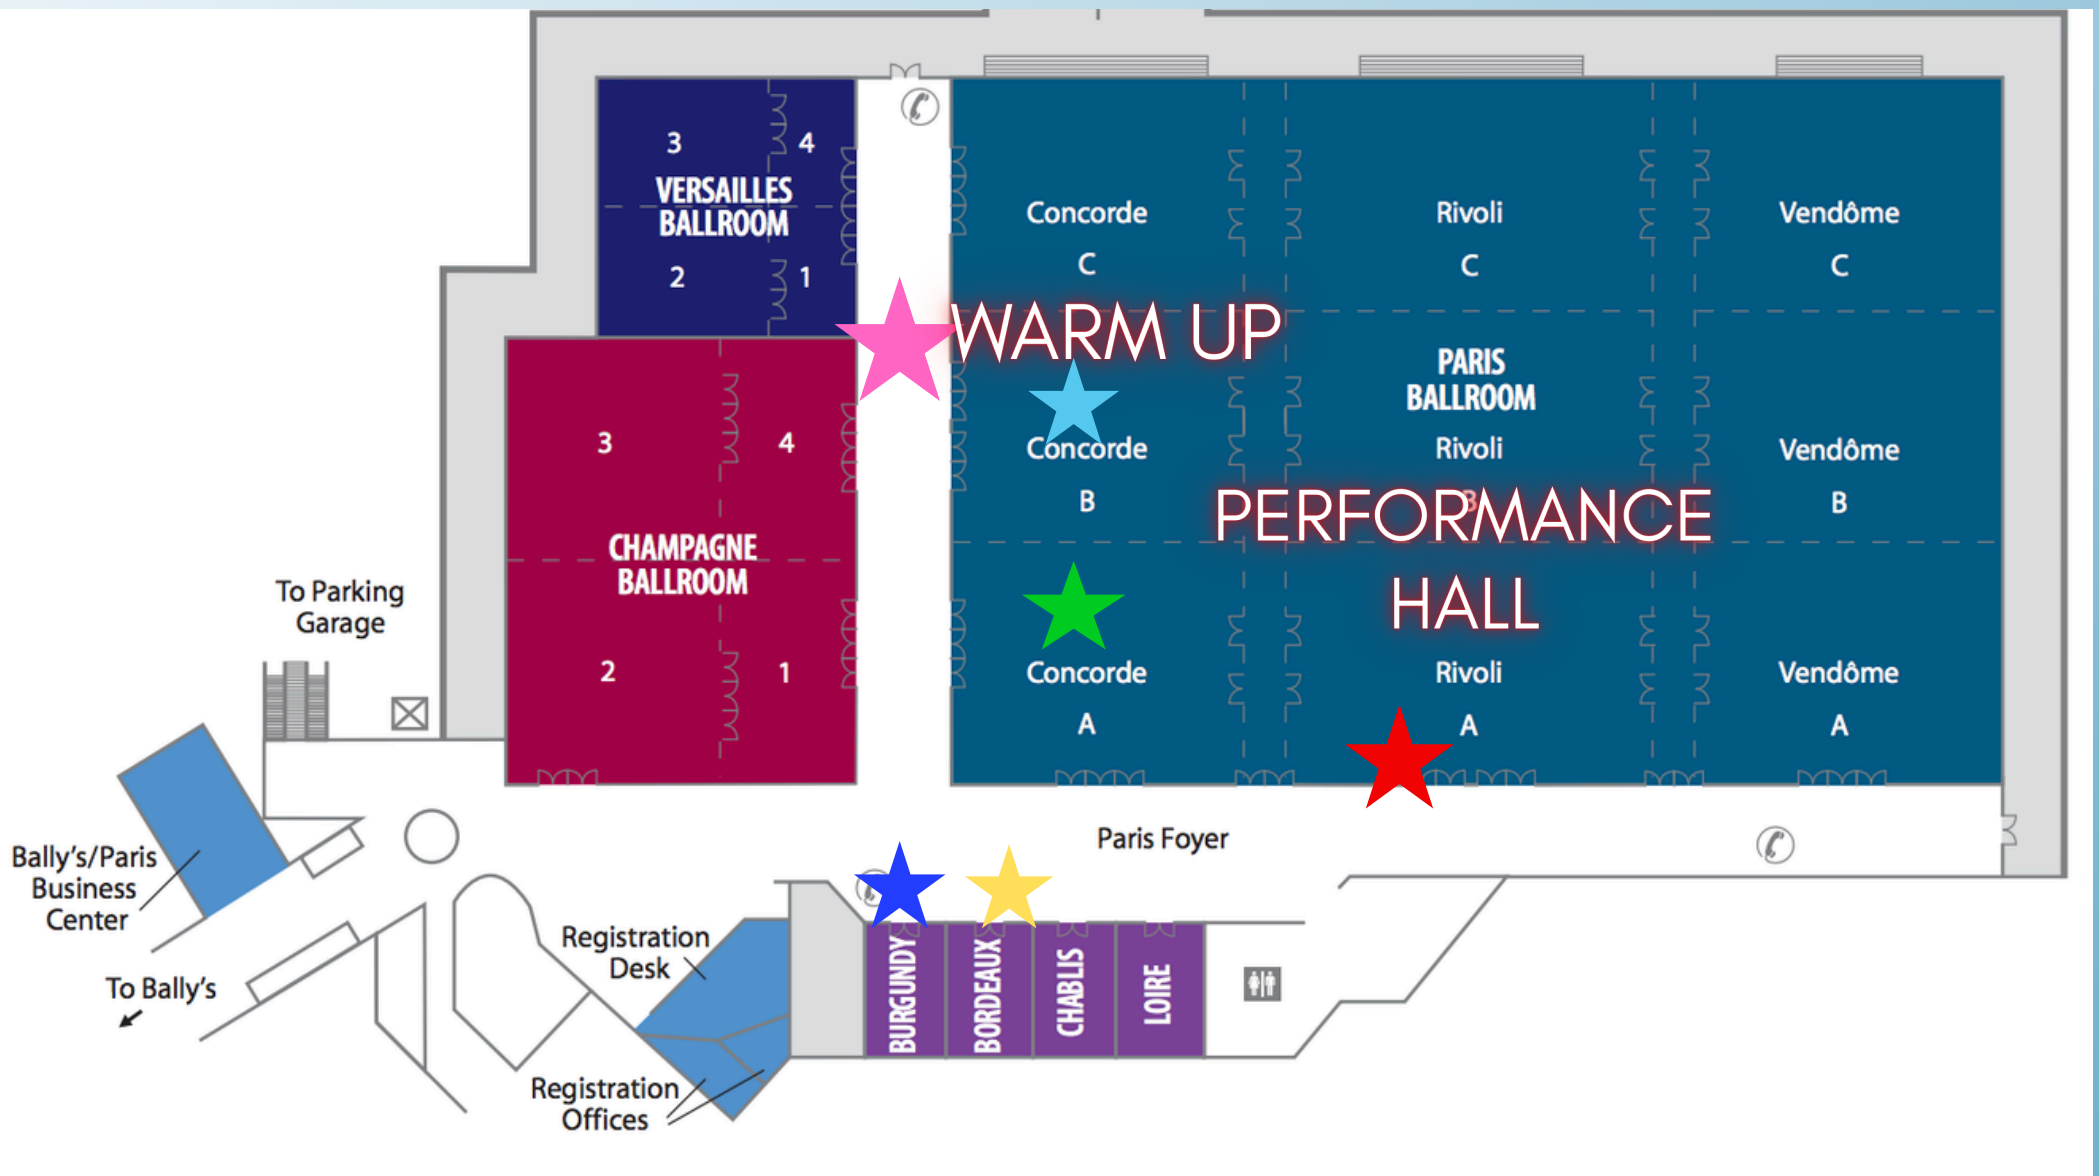 3
4
VERSAILLES
BALLROOM
2
1
Concorde
C
Rivoli
C
Vendôme
C
WARM UP
PARIS
BALLROOM
Concorde
B
Rivoli
B
Vendôme
B
PERFORMANCE
HALL
3
4
CHAMPAGNE
BALLROOM
2
1
Concorde
A
Rivoli
A
Vendôme
A
To Parking
Garage
Paris Foyer
Bally's/Paris
Business
Center
To Bally's
Registration
Desk
Registration
Offices
BURGUNDY
BORDEAUX
CHABLIS
LOIRE